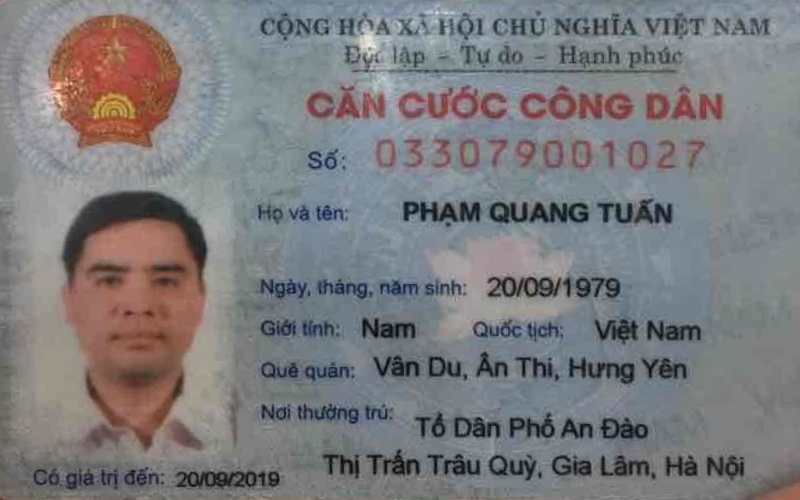 CỘNG HÒA XÃ HỘI CHỦ NGHĨA VIỆT NAM
Độc lập - Tự do - Hạnh phúc
CĂN CƯỚC CÔNG DÂN
Số: 033079001027
Họ và tên: PHẠM QUANG TUẤN
Ngày, tháng, năm sinh: 20/09/1979
Giới tính: Nam Quốc tịch: Việt Nam
Quê quán: Vân Du, Ân Thi, Hưng Yên
Nơi thường trú: Tổ Dân Phố An Đào
Thị Trấn Trâu Quỳ, Gia Lâm, Hà Nội
Có giá trị đến: 20/09/2019